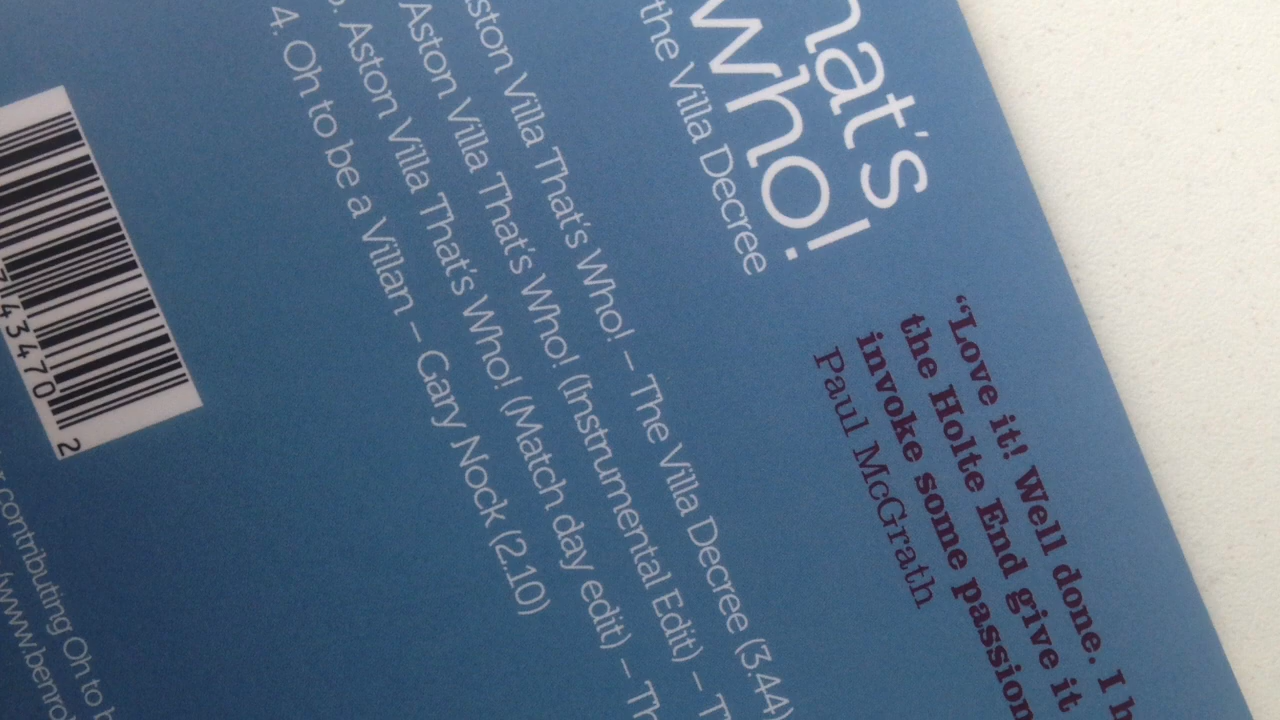 hat's
Who!
the Villa Decree
"Love it! Well done. I h
the Holte End give it
invoke some passion
Paul McGrath
ston Villa That's Who! – The Villa Decree (3.44)
Aston Villa That's Who! (Instrumental Edit) – T
. Aston Villa That's Who! (Match day edit) – Th
4. Oh to be a Villan – Gary Nock (2.10)
43470
2
contributing Oh to b
/www.benro